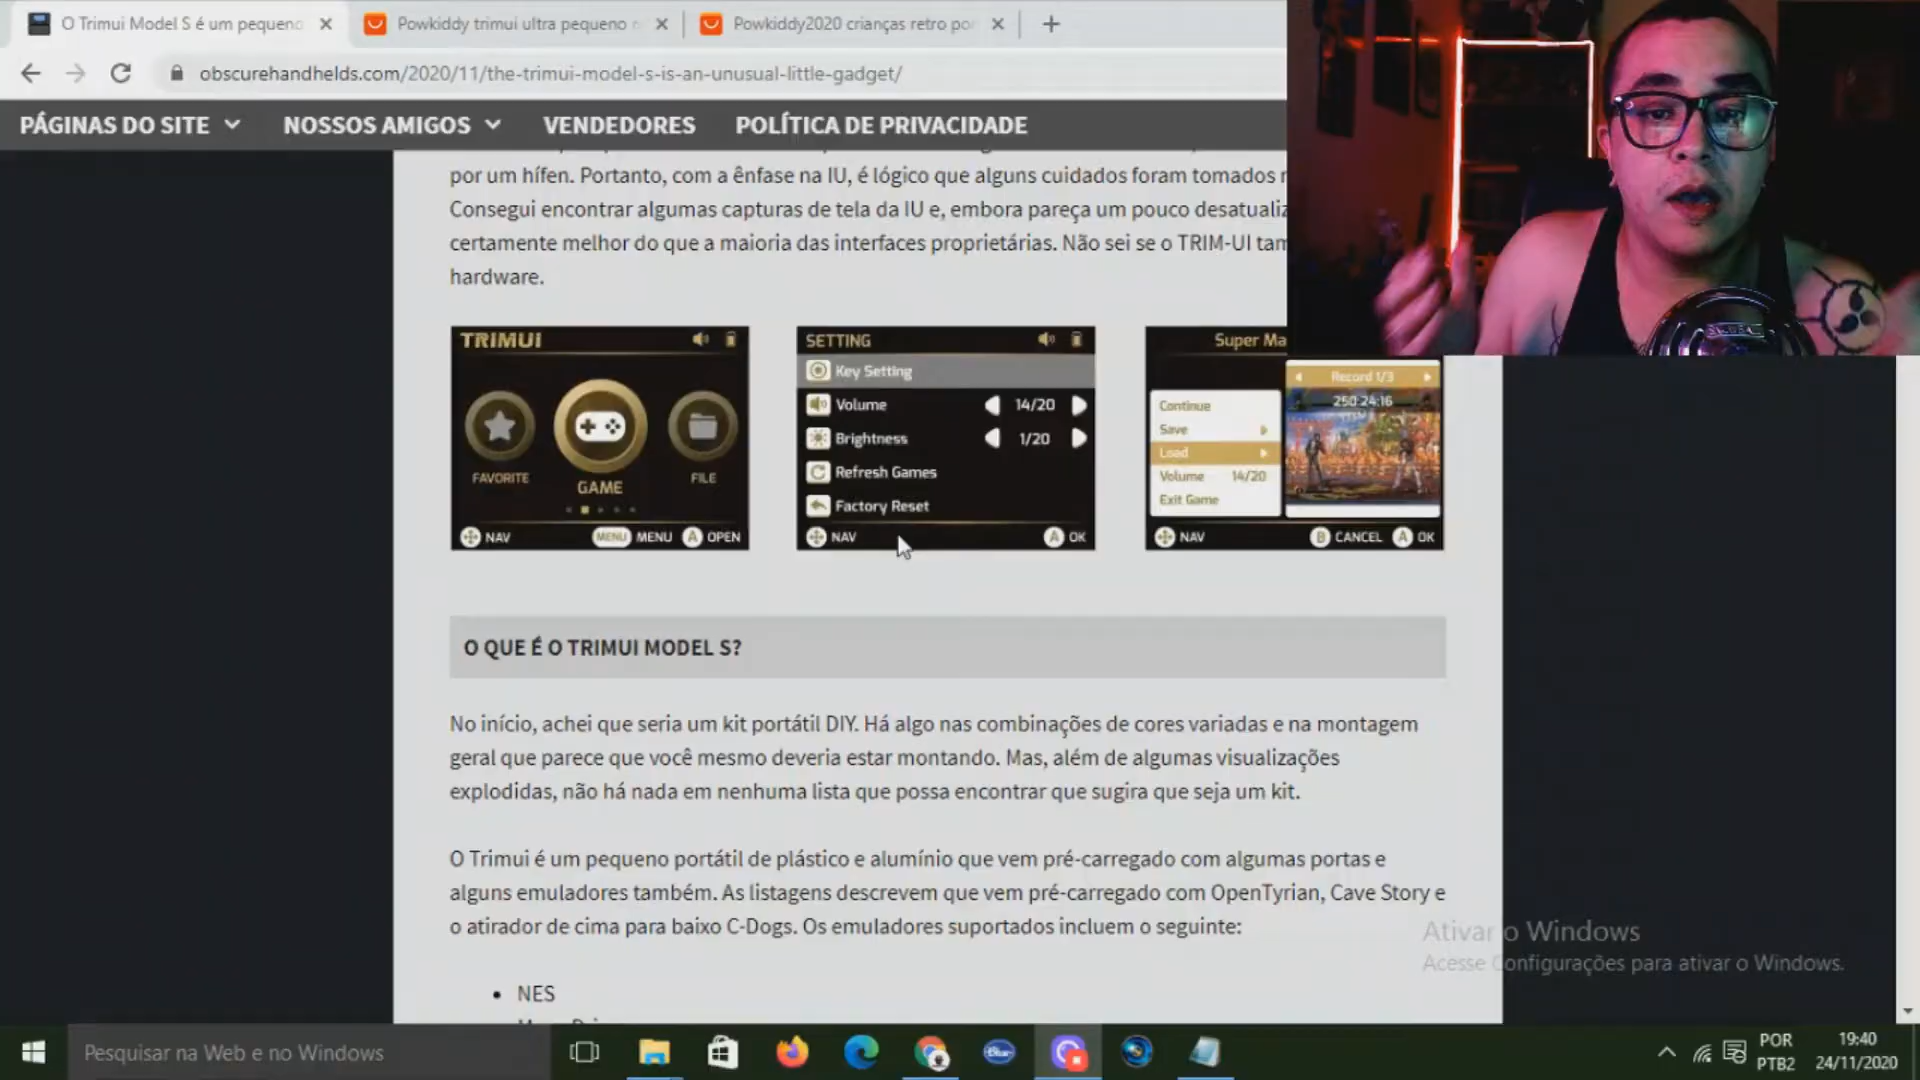 O Trimui Model S é um pequeno
Powkiddy trimui ultra pequeno
Powkiddy2020 crianças retro por
obscurehandhelds.com/2020/11/the-trimui-model-s-is-an-unusual-little-gadget/
PÁGINAS DO SITE
NOSSOS AMIGOS
VENDEDORES
POLÍTICA DE PRIVACIDADE
por um hífen. Portanto, com a ênfase na IU, é lógico que alguns cuidados foram tomados
Consegui encontrar algumas capturas de tela da IU e, embora pareça um pouco desatualiz
certamente melhor do que a maioria das interfaces proprietárias. Não sei se o TRIM-UI tam
hardware.
TRIMUI
FAVORITE
GAME
FILE
NAV
MENU MENU
A OPEN
SETTING
Key Setting
Volume 14/20
Brightness 1/20
Refresh Games
Factory Reset
NAV
A OK
Super Ma
Record 1/3
250:24:16
Continue
Save
Load
Volume 14/20
Exit Game
NAV
B CANCEL
A OK
O QUE É O TRIMUI MODEL S?
No início, achei que seria um kit portátil DIY. Há algo nas combinações de cores variadas e na montagem
geral que parece que você mesmo deveria estar montando. Mas, além de algumas visualizações
explodidas, não há nada em nenhuma lista que possa encontrar que sugira que seja um kit.
O Trimui é um pequeno portátil de plástico e alumínio que vem pré-carregado com algumas portas e
alguns emuladores também. As listagens descrevem que vem pré-carregado com OpenTyrian, Cave Story e
o atirador de cima para baixo C-Dogs. Os emuladores suportados incluem o seguinte:
• NES
Ativar o Windows
Acesse Configurações para ativar o Windows.
Pesquisar na Web e no Windows
POR
PTB2
19:40
24/11/2020